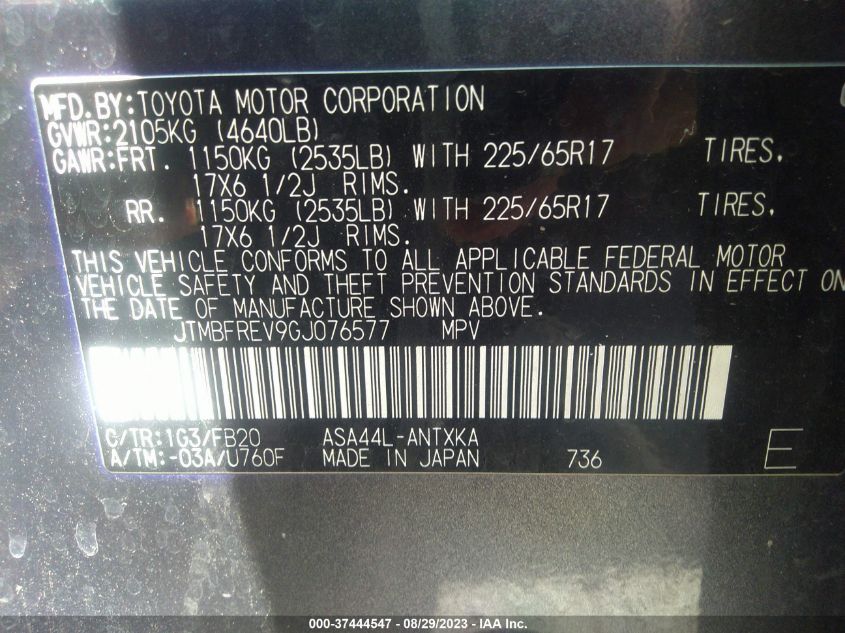 MFD.BY:TOYOTA MOTOR CORPORATION
GVWR:2105KG (4640LB)
GAWR:FRT. 1150KG (2535LB) WITH 225/65R17 TIRES.
17X6 1/2J RIMS.
RR. 1150KG (2535LB) WITH 225/65R17 TIRES.
17X6 1/2J RIMS.
THIS VEHICLE CONFORMS TO ALL APPLICABLE FEDERAL MOTOR
VEHICLE SAFETY AND THEFT PREVENTION STANDARDS IN EFFECT ON
THE DATE OF MANUFACTURE SHOWN ABOVE.
JTMBFREV9GJ076577 MPV
C/TR:1G3/FB20 ASA44L-ANTXKA
A/TM:-03A/U760F MADE IN JAPAN 736 E
000-37444547 - 08/29/2023 - IAA Inc.